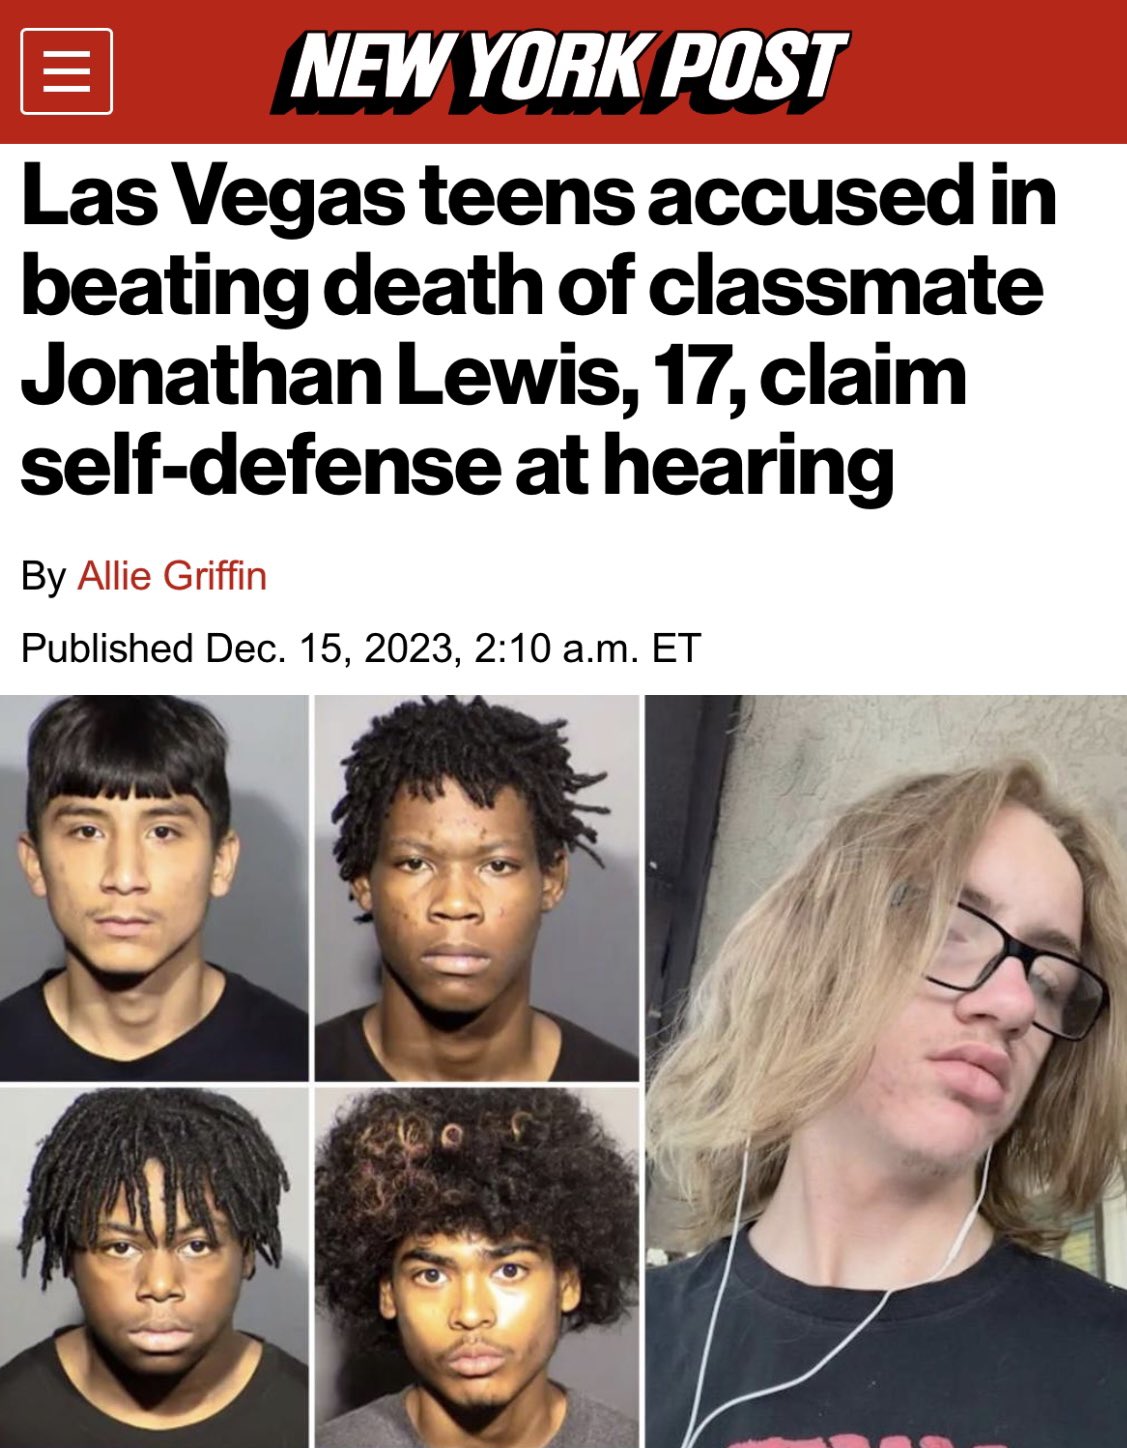 NEW YORK POST
Las Vegas teens accused in
beating death of classmate
Jonathan Lewis, 17, claim
self-defense at hearing
By Allie Griffin
Published Dec. 15, 2023, 2:10 a.m. ET